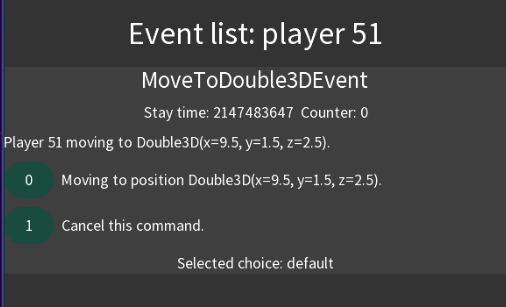 Event list: player 51
MoveToDouble3DEvent
Stay time: 2147483647  Counter: 0
Player 51 moving to Double3D(x=9.5, y=1.5, z=2.5).
0 Moving to position Double3D(x=9.5, y=1.5, z=2.5).
1 Cancel this command.
Selected choice: default